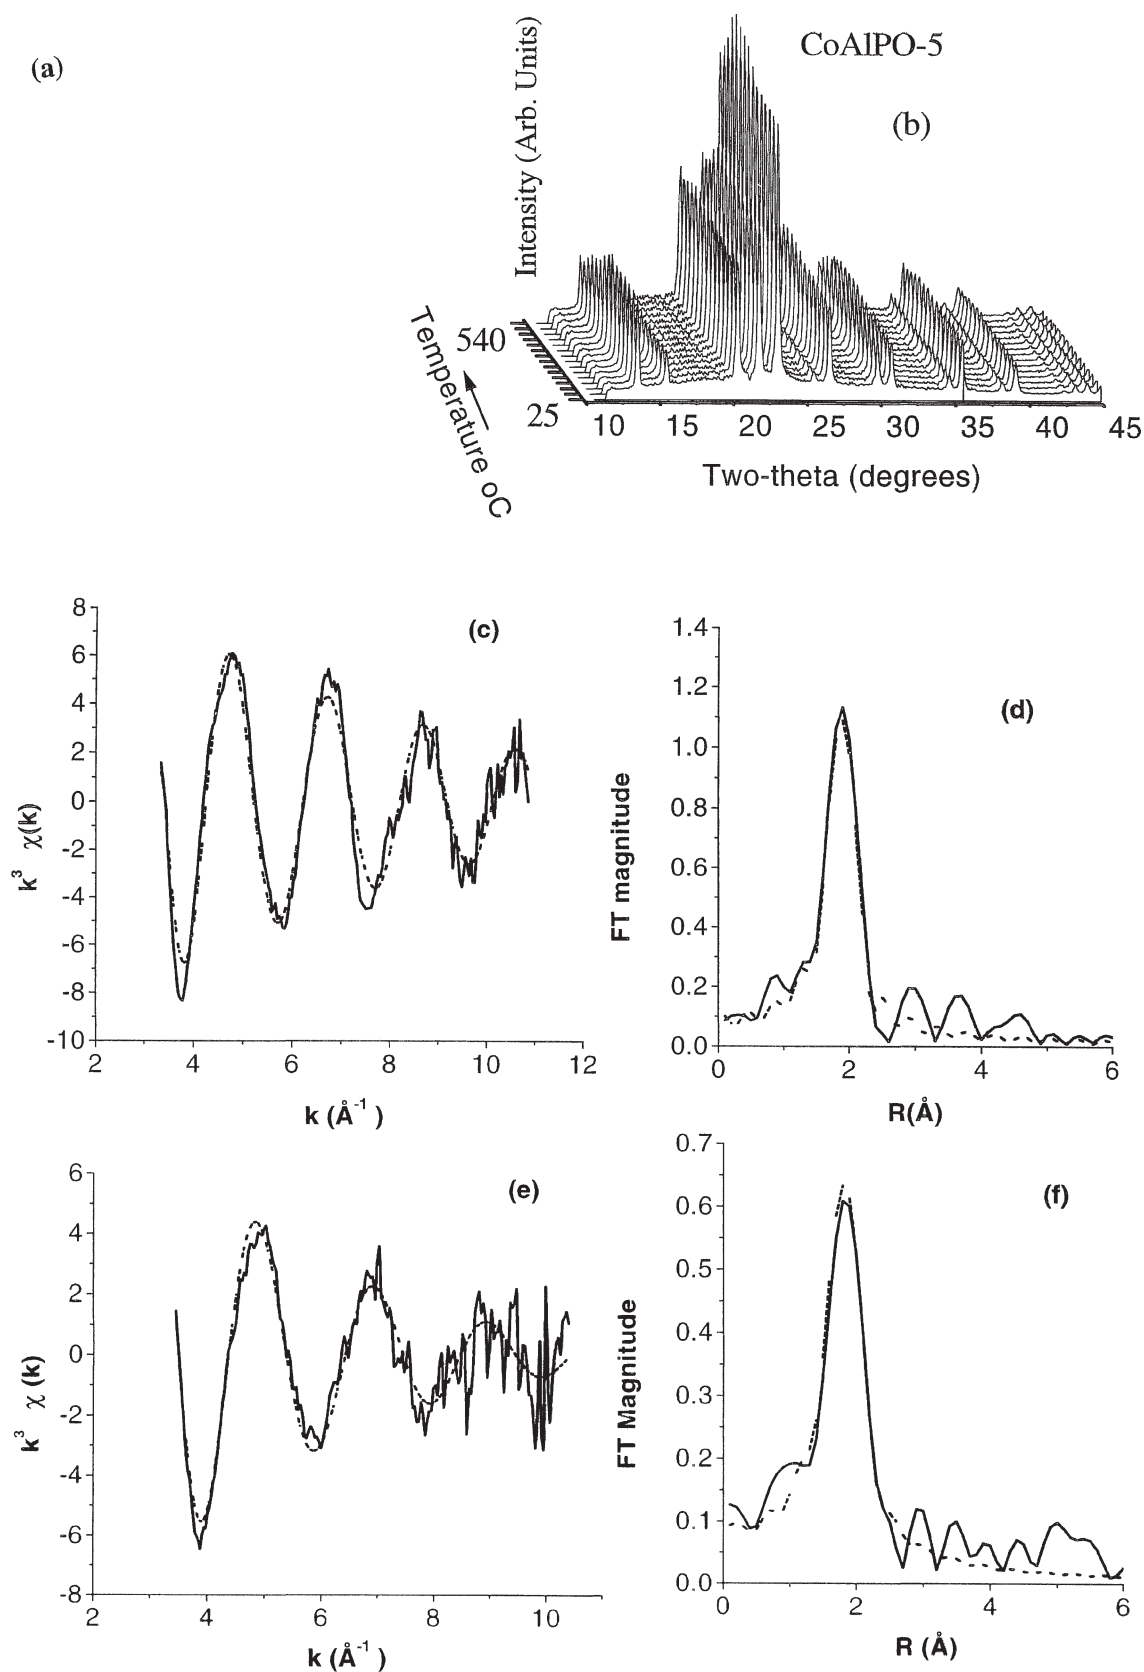 (a)
Intensity (Arb. Units)
CoAlPO-5
(b)
Temperature oC
540
25
10 15 20 25 30 35 40 45
Two-theta (degrees)
(c)
8
6
4
2
0
-2
-4
-6
-8
-10
k³ χ(k)
2 4 6 8 10 12
k (Å⁻¹ )
(d)
1.4
1.2
1.0
0.8
0.6
0.4
0.2
0.0
FT magnitude
0 2 4 6
R(Å)
(e)
6
4
2
0
-2
-4
-6
-8
k³ χ (k)
2 4 6 8 10
k (Å⁻¹ )
(f)
0.7
0.6
0.5
0.4
0.3
0.2
0.1
0.0
FT Magnitude
0 2 4 6
R (Å)